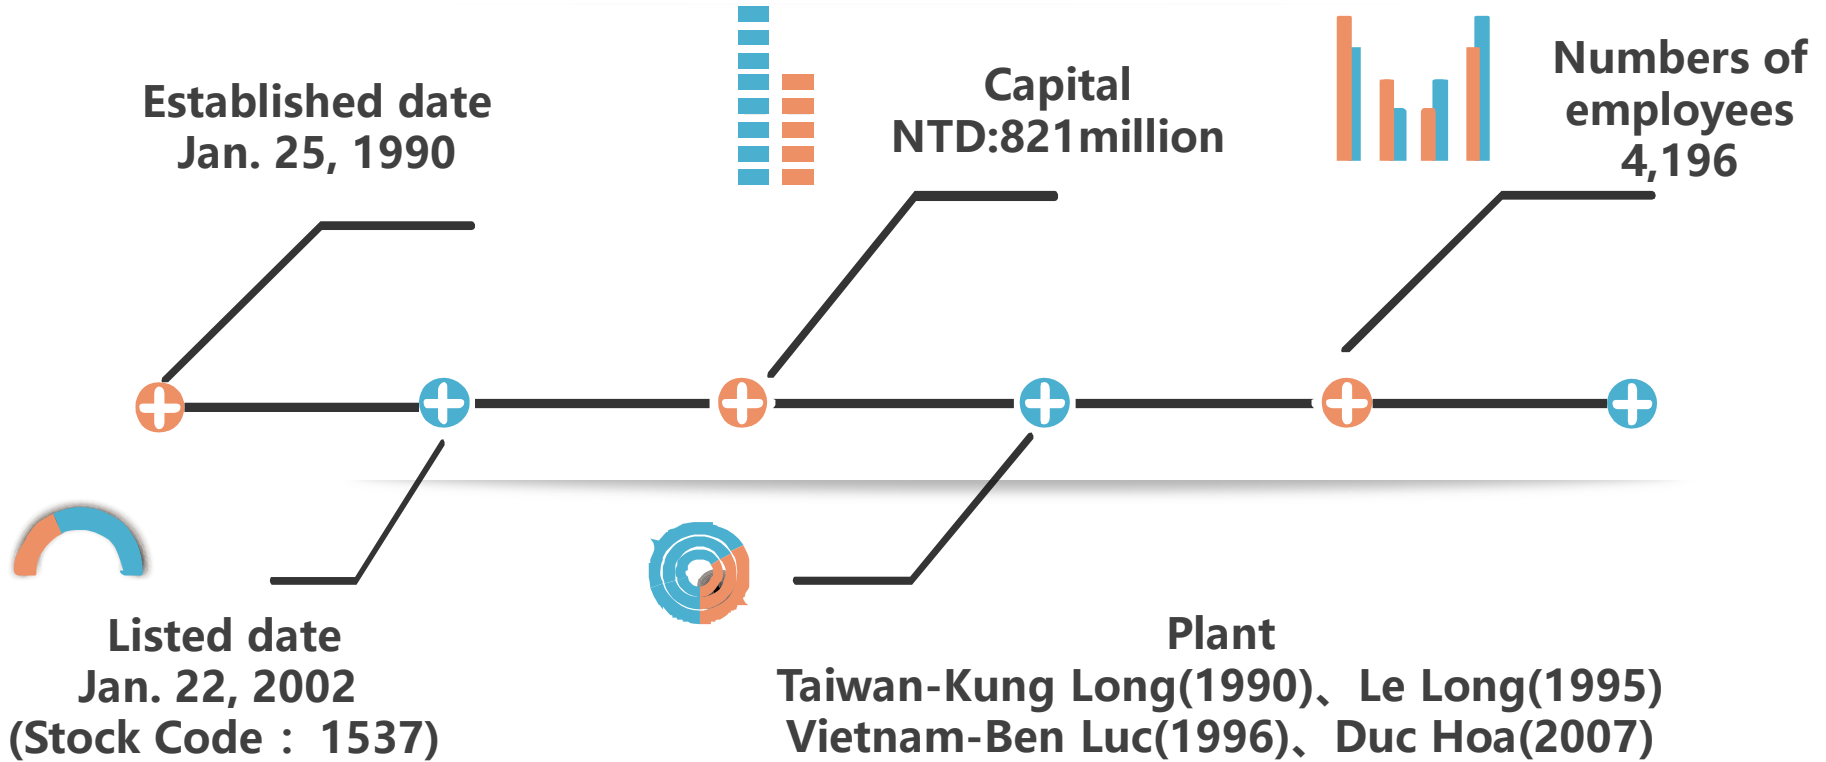 Established date
Jan. 25, 1990
Capital
NTD:821million
Numbers of
employees
4,196
Listed date
Jan. 22, 2002
(Stock Code： 1537)
Plant
Taiwan-Kung Long(1990)、Le Long(1995)
Vietnam-Ben Luc(1996)、Duc Hoa(2007)